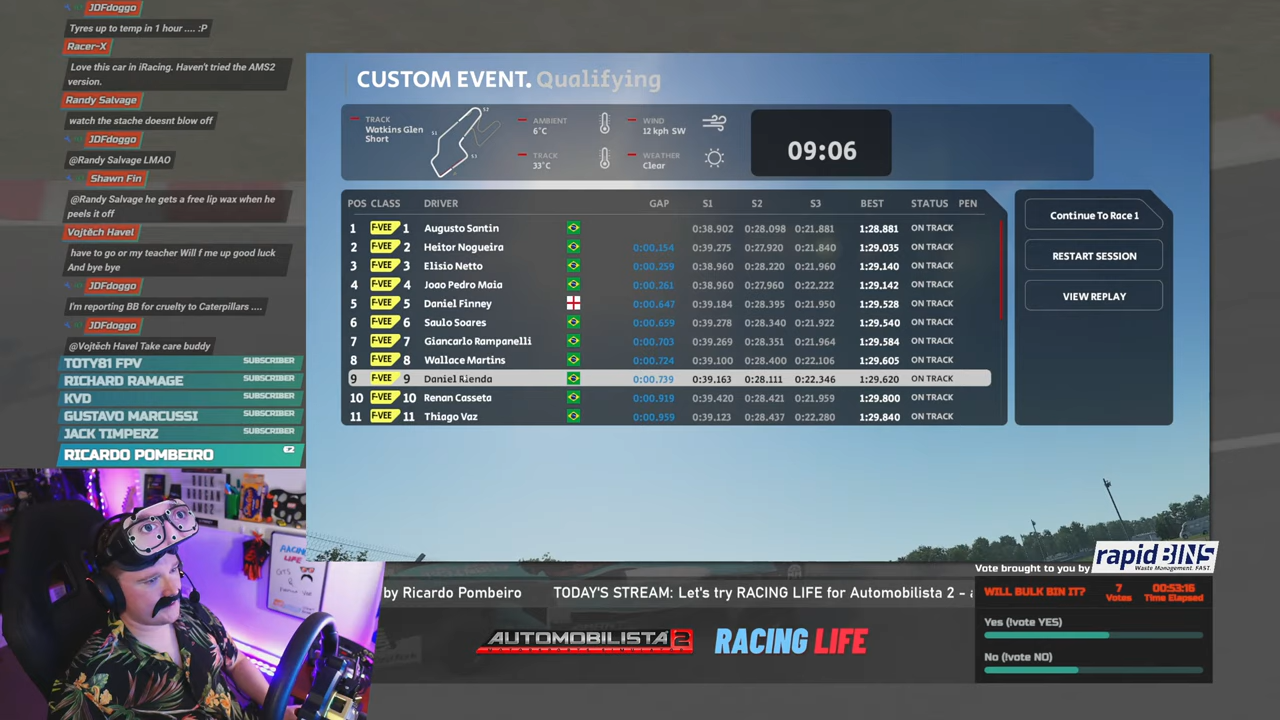 JDFdoggo
Tyres up to temp in 1 hour .... :P
Racer-X
Love this car in iRacing. Haven't tried the AMS2
version.
Randy Salvage
watch the stache doesnt blow off
JDFdoggo
@Randy Salvage LMAO
Shawn Fin
@Randy Salvage he gets a free lip wax when he
peels it off
Vojtěch Havel
have to go or my teacher Will f me up good luck
And bye bye
JDFdoggo
I'm reporting BB for cruelty to Caterpillars ....
JDFdoggo
@Vojtěch Havel Take care buddy
TOTY81 FPV SUBSCRIBER
RICHARD RAMAGE SUBSCRIBER
KVD SUBSCRIBER
GUSTAVO MARCUSSI SUBSCRIBER
JACK TIMPERZ SUBSCRIBER
RICARDO POMBEIRO £2
CUSTOM EVENT. Qualifying
TRACK
Watkins Glen
Short
AMBIENT
6°C
TRACK
33°C
WIND
12 kph SW
WEATHER
Clear
09:06
POS CLASS DRIVER GAP S1 S2 S3 BEST STATUS PEN
1 F-VEE 1 Augusto Santin 0:38.902 0:28.098 0:21.881 1:28.881 ON TRACK
2 F-VEE 2 Heitor Nogueira 0:00.154 0:39.275 0:27.920 0:21.840 1:29.035 ON TRACK
3 F-VEE 3 Elisio Netto 0:00.259 0:38.960 0:28.220 0:21.960 1:29.140 ON TRACK
4 F-VEE 4 Joao Pedro Maia 0:00.261 0:38.960 0:27.960 0:22.222 1:29.142 ON TRACK
5 F-VEE 5 Daniel Finney 0:00.647 0:39.184 0:28.395 0:21.950 1:29.528 ON TRACK
6 F-VEE 6 Saulo Soares 0:00.659 0:39.278 0:28.340 0:21.922 1:29.540 ON TRACK
7 F-VEE 7 Giancarlo Rampanelli 0:00.703 0:39.269 0:28.351 0:21.964 1:29.584 ON TRACK
8 F-VEE 8 Wallace Martins 0:00.724 0:39.100 0:28.400 0:22.106 1:29.605 ON TRACK
9 F-VEE 9 Daniel Kienda 0:00.739 0:39.163 0:28.111 0:22.346 1:29.620 ON TRACK
10 F-VEE 10 Renan Casseta 0:00.919 0:39.420 0:28.421 0:21.959 1:29.800 ON TRACK
11 F-VEE 11 Thiago Vaz 0:00.959 0:39.123 0:28.437 0:22.280 1:29.840 ON TRACK
Continue To Race 1
RESTART SESSION
VIEW REPLAY
RACING
LIFE
Vote brought to you by
rapidBINS
Waste Management. FAST.
by Ricardo Pombeiro TODAY'S STREAM: Let's try RACING LIFE for Automobilista 2 -
AUTOMOBILISTA 2
RACING LIFE
WILL BULK BIN IT?
7
Votes
00:53:16
Time Elapsed
Yes (!vote YES)
No (!vote NO)